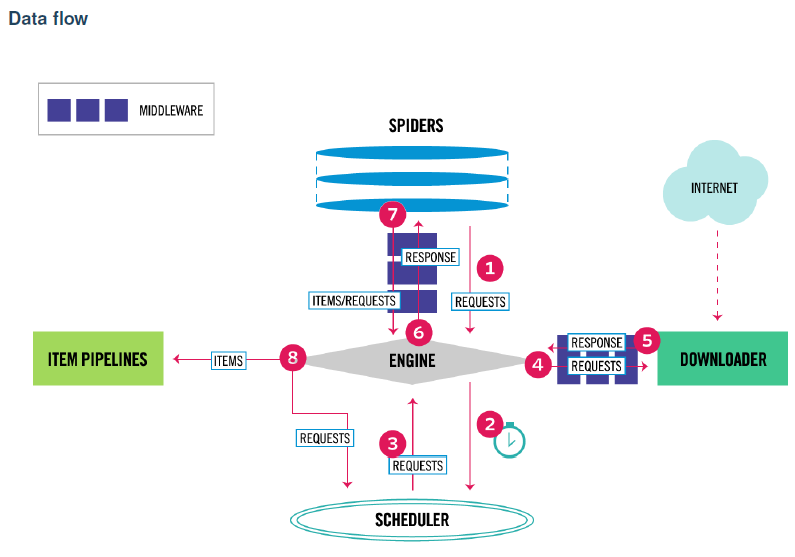 Data flow
MIDDLEWARE
SPIDERS
INTERNET
7
RESPONSE
1
ITEMS/REQUESTS
REQUESTS
6
5
RESPONSE
ITEM PIPELINES
ITEMS
8
ENGINE
4
REQUESTS
DOWNLOADER
2
REQUESTS
3
REQUESTS
SCHEDULER